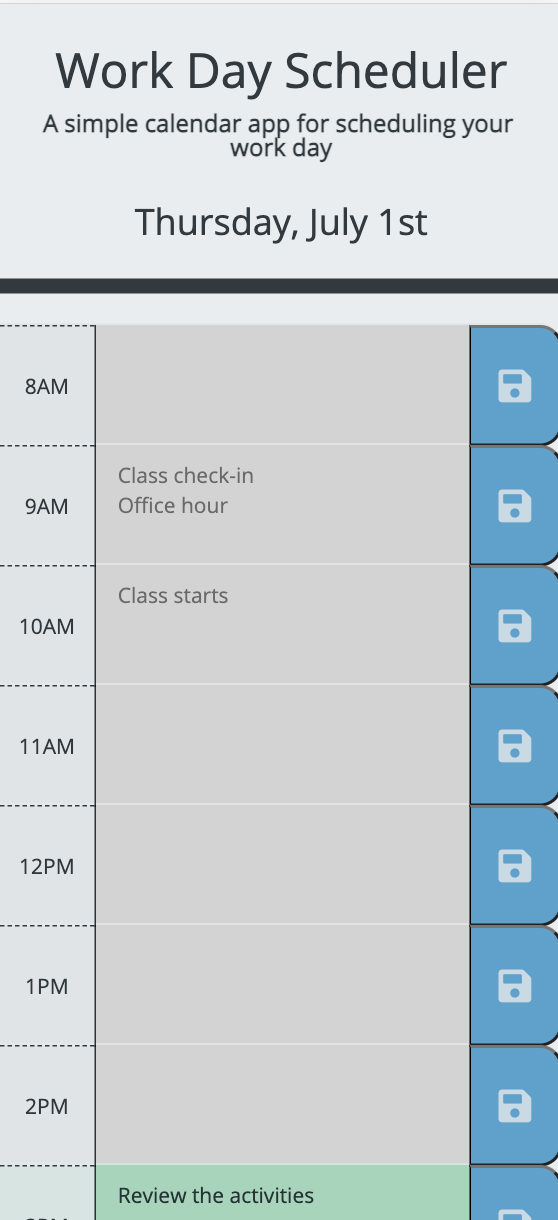 Work Day Scheduler
A simple calendar app for scheduling your
work day
Thursday, July 1st
8AM
9AM
Class check-in
Office hour
10AM
Class starts
11AM
12PM
1PM
2PM
Review the activities